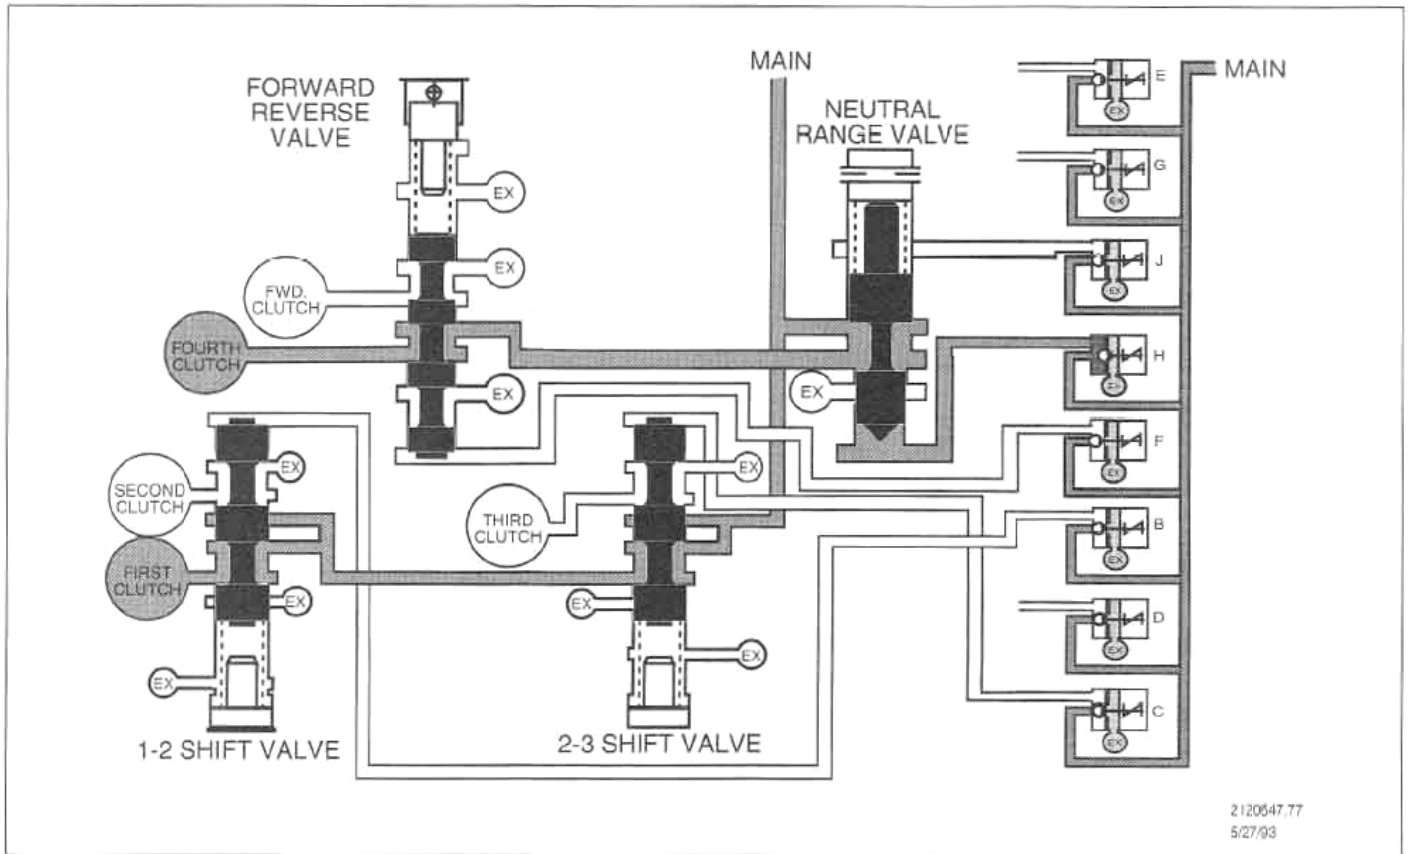 MAIN
FORWARD
REVERSE
VALVE
NEUTRAL
RANGE VALVE
MAIN
E
EX
G
EX
EX
EX
J
EX
FWD.
CLUTCH
FOURTH
CLUTCH
H
EX
EX
EX
F
EX
SECOND
CLUTCH
EX
EX
THIRD
CLUTCH
B
EX
FIRST
CLUTCH
EX
EX
D
EX
EX
EX
C
EX
1-2 SHIFT VALVE
2-3 SHIFT VALVE
2120647.77
5/27/93